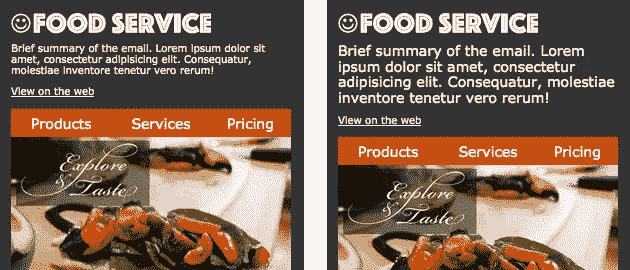 FOOD SERVICE
Brief summary of the email. Lorem ipsum dolor sit
amet, consectetur adipisicing elit. Consequatur,
molestiae inventore tenetur vero rerum!
View on the web
Products Services Pricing
Explore
& Taste
FOOD SERVICE
Brief summary of the email. Lorem
ipsum dolor sit amet, consectetur
adipisicing elit. Consequatur, molestiae
inventore tenetur vero rerum!
View on the web
Products Services Pricing
Explore
& Taste